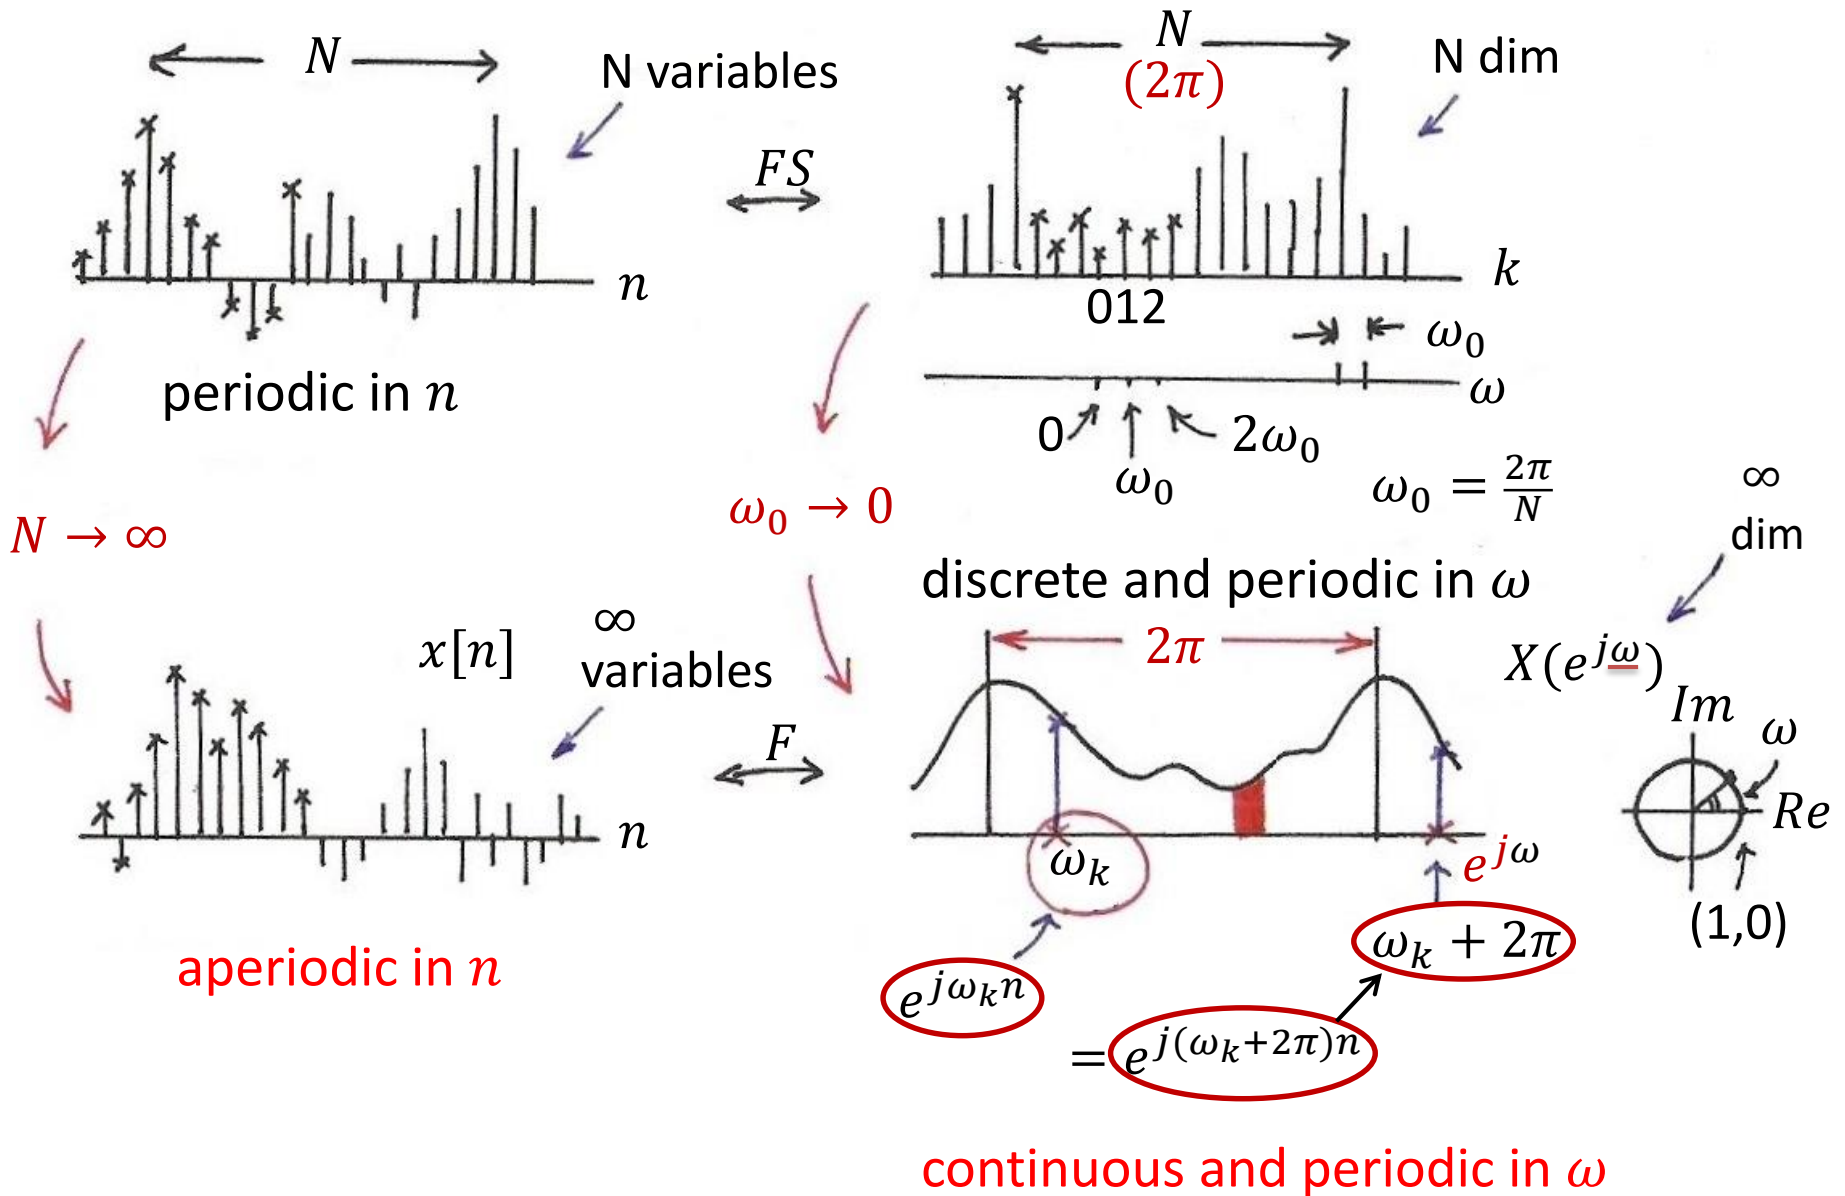 N
N variables
N
(2π)
N dim
FS
n
k
012
periodic in n
ω₀
ω
0
ω₀
2ω₀
ω₀ = 2π/N
N → ∞
ω₀ → 0
∞
dim
discrete and periodic in ω
x[n]
∞
variables
2π
X(e^{jω})
F
n
Im
ω
Re
ω_k
e^{jω}
(1,0)
ω_k + 2π
aperiodic in n
e^{jω_k n}
= e^{j(ω_k+2π)n}
continuous and periodic in ω